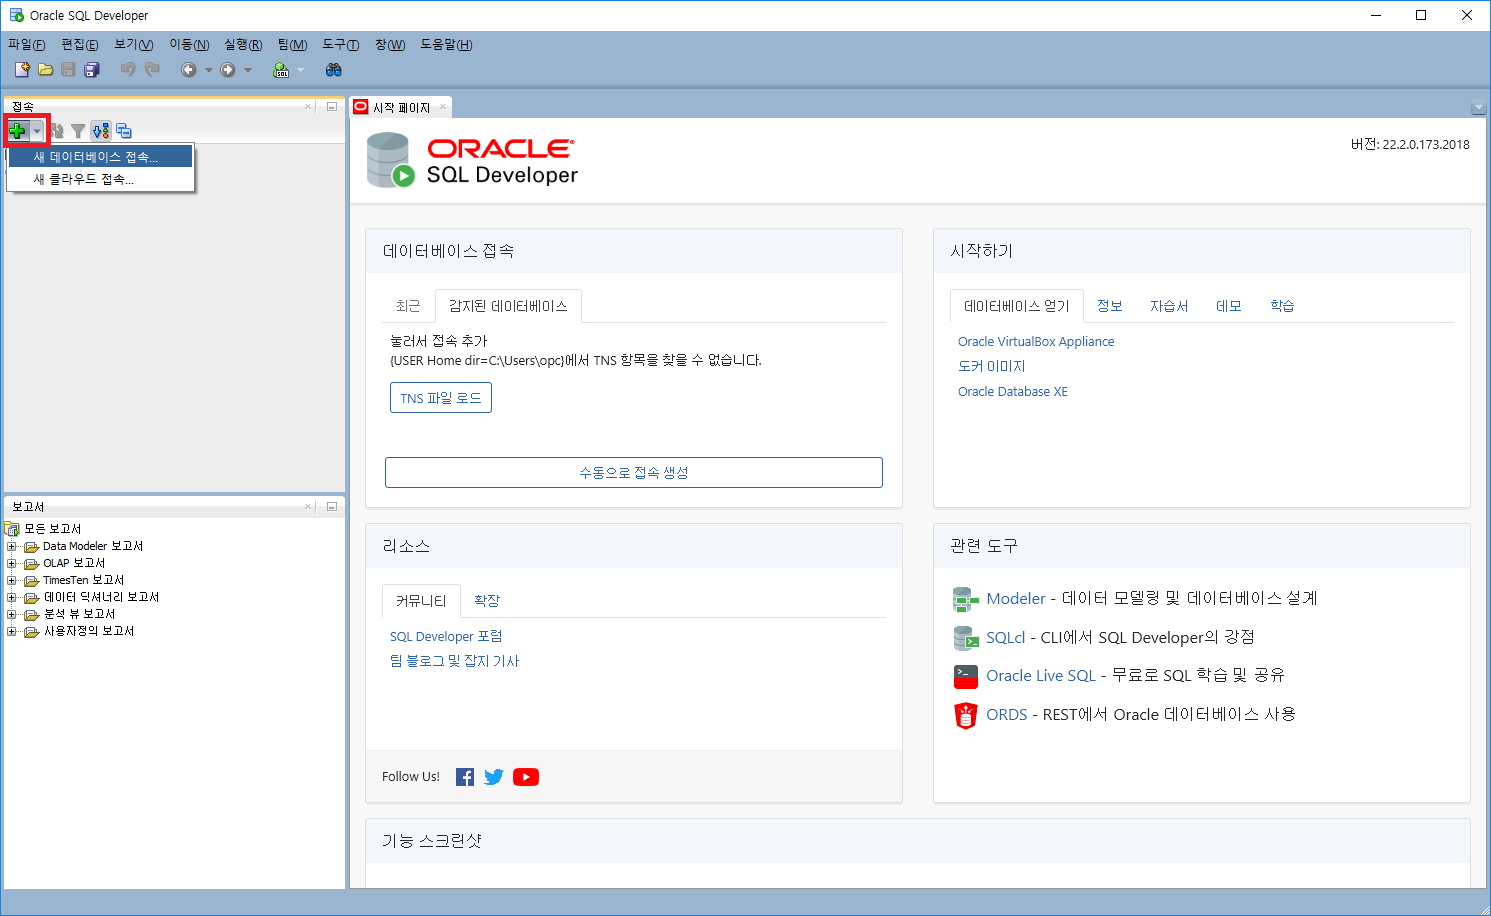 Oracle SQL Developer
파일(F) 편집(E) 보기(V) 이동(N) 실행(R) 팀(M) 도구(T) 창(W) 도움말(H)
접속
새 데이터베이스 접속...
새 클라우드 접속...
시작 페이지
ORACLE
SQL Developer
버전: 22.2.0.173.2018
데이터베이스 접속
최근 감지된 데이터베이스
눌러서 접속 추가
{USER Home dir=C:\Users\opc}에서 TNS 항목을 찾을 수 없습니다.
TNS 파일 로드
수동으로 접속 생성
시작하기
데이터베이스 얻기 정보 자습서 데모 학습
Oracle VirtualBox Appliance
도커 이미지
Oracle Database XE
보고서
모든 보고서
Data Modeler 보고서
OLAP 보고서
TimesTen 보고서
데이터 딕셔너리 보고서
분석 뷰 보고서
사용자정의 보고서
리소스
커뮤니티 확장
SQL Developer 포럼
팀 블로그 및 잡지 기사
Follow Us!
관련 도구
Modeler - 데이터 모델링 및 데이터베이스 설계
SQLcl - CLI에서 SQL Developer의 강점
Oracle Live SQL - 무료로 SQL 학습 및 공유
ORDS - REST에서 Oracle 데이터베이스 사용
기능 스크린샷